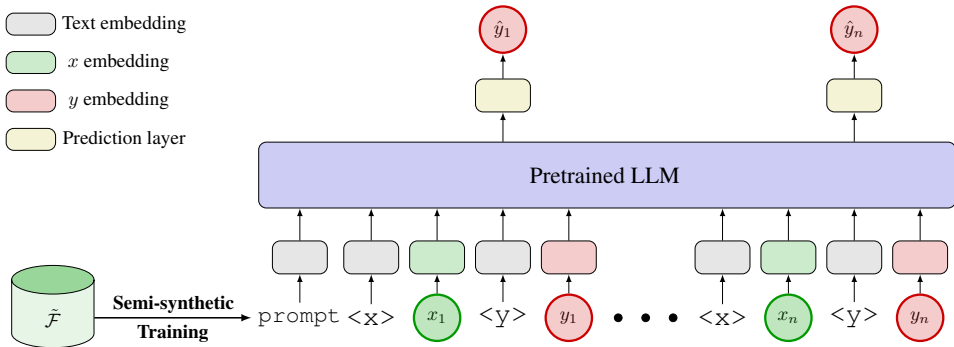 Text embedding
x embedding
y embedding
Prediction layer
ŷ₁
ŷₙ
Pretrained LLM
F̃
Semi-synthetic
Training
prompt <x> x₁ <y> y₁ • • • <x> xₙ <y> yₙ